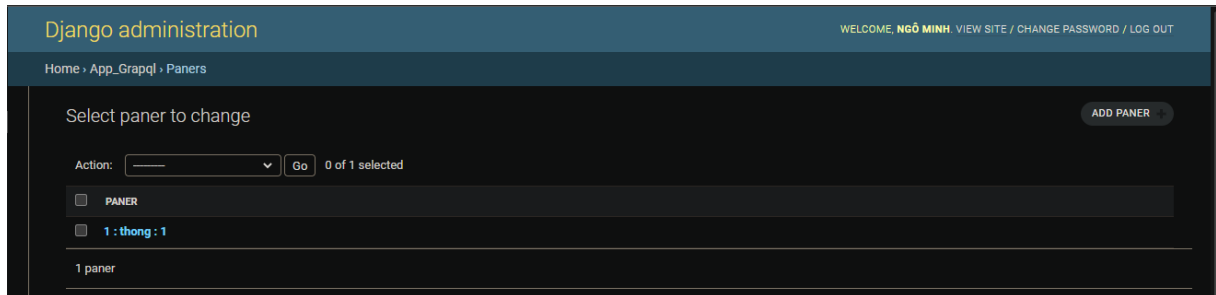 Django administration
WELCOME, NGÔ MINH. VIEW SITE / CHANGE PASSWORD / LOG OUT
Home › App_Grapql › Paners
Select paner to change
ADD PANER +
Action: --------- Go 0 of 1 selected
PANER
1 : thong : 1
1 paner